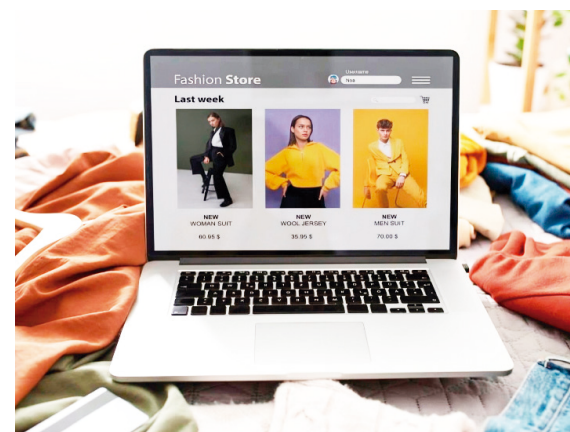 Fashion Store
Username
Last week
NEW
WOMAN SUIT
60.95 $
NEW
WOOL JERSEY
35.95 $
NEW
MEN SUIT
70.00 $